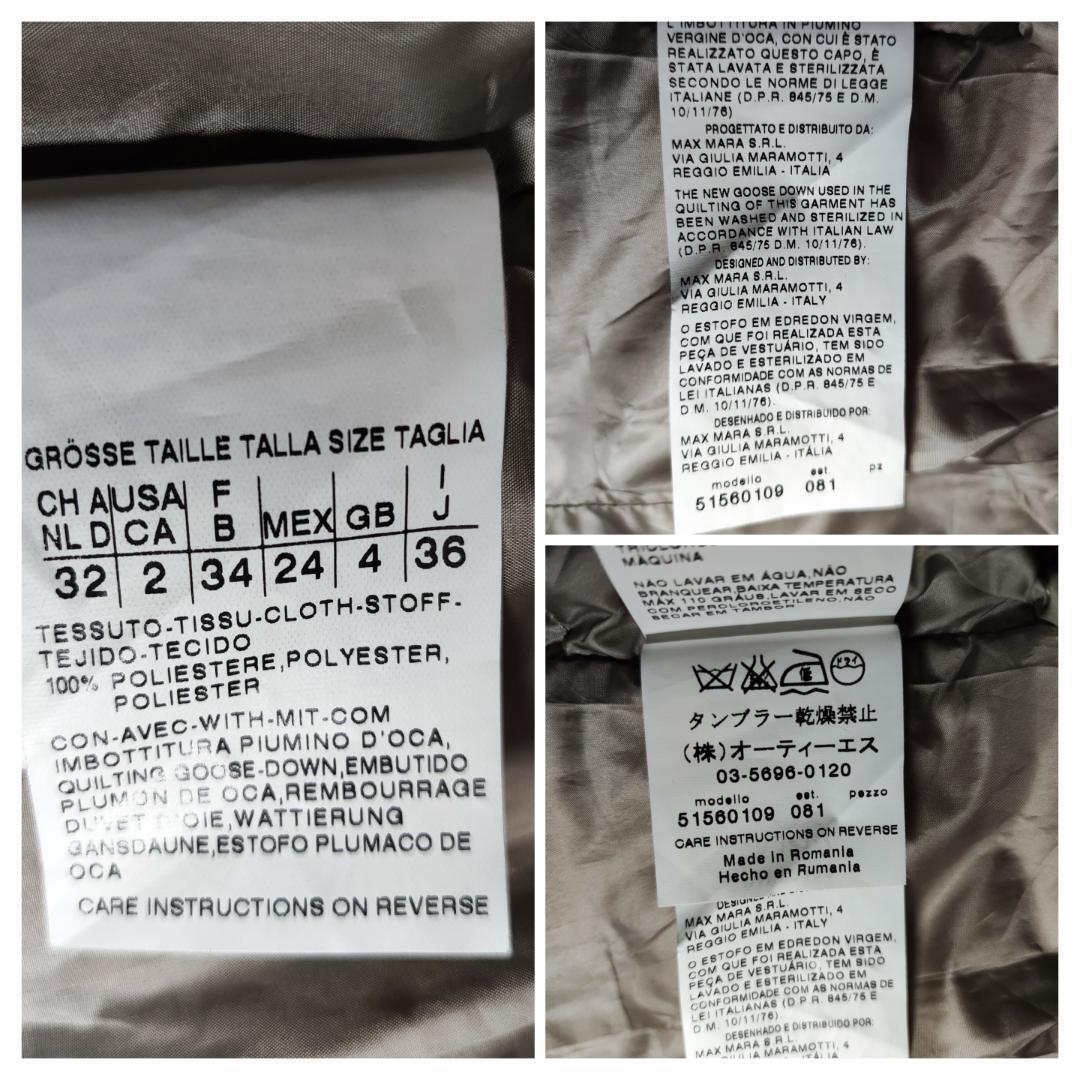 GRÖSSE TAILLE TALLA SIZE TAGLIA
CH A USA F I
NL D CA B MEX GB J
32 2 34 24 4 36
TESSUTO-TISSU-CLOTH-STOFF-
TEJIDO-TECIDO
100% POLIESTERE,POLYESTER,
POLIESTER
CON-AVEC-WITH-MIT-COM
IMBOTTITURA PIUMINO D'OCA,
QUILTING GOOSE-DOWN,EMBUTIDO
PLUMON DE OCA,REMBOURRAGE
DUVET D'OIE,WATTIERUNG
GANSDAUNE,ESTOFO PLUMACO DE
OCA
CARE INSTRUCTIONS ON REVERSE
L'IMBOTTITURA IN PIUMINO
VERGINE D'OCA, CON CUI È STATO
REALIZZATO QUESTO CAPO, È
STATA LAVATA E STERILIZZATA
SECONDO LE NORME DI LEGGE
ITALIANE (D.P.R. 845/75 E D.M.
10/11/76)
PROGETTATO E DISTRIBUITO DA:
MAX MARA S.R.L.
VIA GIULIA MARAMOTTI, 4
REGGIO EMILIA - ITALIA
THE NEW GOOSE DOWN USED IN THE
QUILTING OF THIS GARMENT HAS
BEEN WASHED AND STERILIZED IN
ACCORDANCE WITH ITALIAN LAW
(D.P.R. 845/75 D.M. 10/11/76).
DESIGNED AND DISTRIBUTED BY:
MAX MARA S.R.L.
VIA GIULIA MARAMOTTI, 4
REGGIO EMILIA - ITALY
O ESTOFO EM EDREDON VIRGEM,
COM QUE FOI REALIZADA ESTA
PEÇA DE VESTUÁRIO, TEM SIDO
LAVADO E ESTERILIZADO EM
CONFORMIDADE COM AS NORMAS DE
LEI ITALIANAS (D.P.R. 845/75 E
D.M. 10/11/76).
DESENHADO E DISTRIBUIDO POR:
MAX MARA S.R.L.
VIA GIULIA MARAMOTTI, 4
REGGIO EMILIA - ITÁLIA
modello est. pz
51560109 081
MAQUINA
NAO LAVAR EM ÁGUA,NÃO
BRANQUEAR,BAIXA TEMPERATURA
MÁX 110 GRÁUS,LAVAR EM SECO
COM PERCLOROETILENO,NÃO
SECAR EM TAMBOR
ドライ
タンブラー乾燥禁止
(株)オーティーエス
03-5696-0120
modello est. pezzo
51560109 081
CARE INSTRUCTIONS ON REVERSE
Made in Romania
Hecho en Rumania
DESIGNED AND
MAX MARA S.R.L.
VIA GIULIA MARAMOTTI, 4
REGGIO EMILIA - ITALY
O ESTOFO EM EDREDON VIRGEM,
COM QUE FOI REALIZADA ESTA
PEÇA DE VESTUÁRIO, TEM SIDO
LAVADO E ESTERILIZADO EM
CONFORMIDADE COM AS NORMAS DE
LEI ITALIANAS (D.P.R. 845/75 E
D.M. 10/11/76).
DESENHADO E DISTRIBUIDO POR:
MAX MARA S.R.L.
GIULIA MARAMOTTI, 4
ITÁLIA